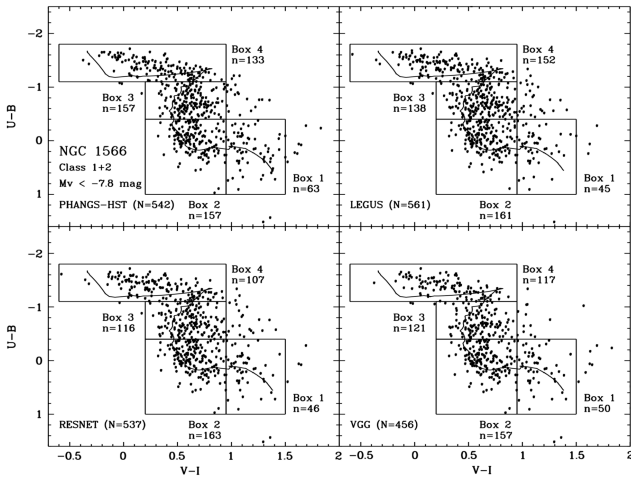 Box 4
n=133
Box 3
n=157
NGC 1566
Class 1+2
Mv < -7.8 mag
PHANGS-HST (N=542)
Box 2
n=157
Box 1
n=63
Box 4
n=152
Box 3
n=138
LEGUS (N=561)
Box 2
n=161
Box 1
n=45
-2
-1
0
1
U-B
Box 4
n=107
Box 3
n=116
RESNET (N=537)
Box 2
n=163
Box 1
n=46
Box 4
n=117
Box 3
n=121
VGG (N=456)
Box 2
n=157
Box 1
n=50
-2
-1
0
1
U-B
-0.5 0 0.5 1 1.5 2
V-I
-0.5 0 0.5 1 1.5 2
V-I